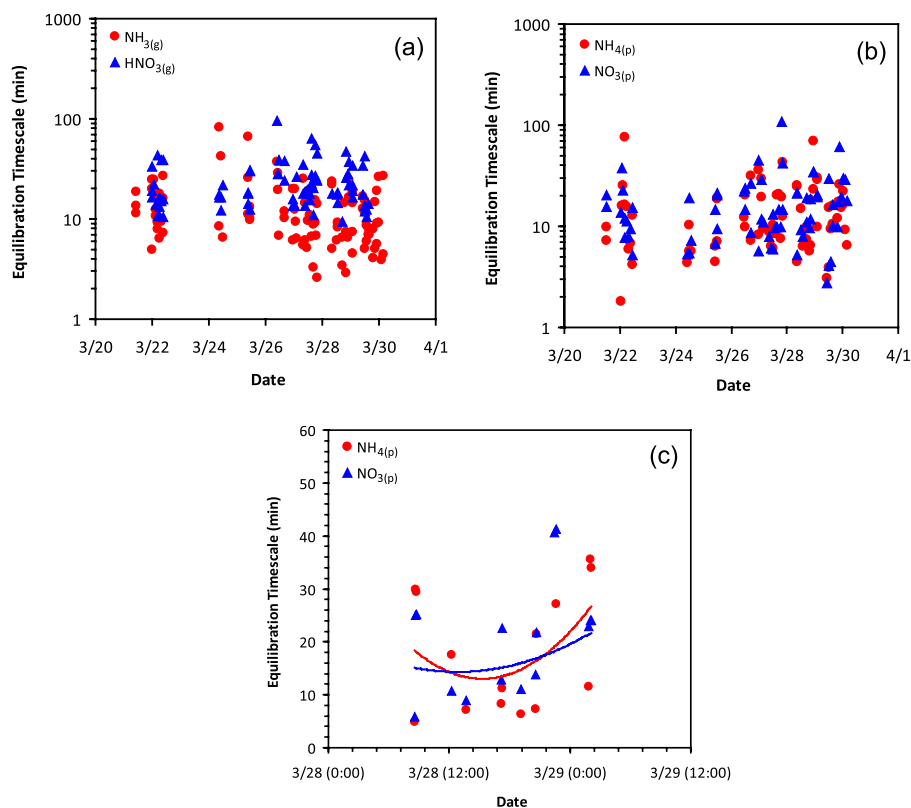 1000
100
10
1
Equilibration Timescale (min)
NH3(g)
HNO3(g)
(a)
3/20 3/22 3/24 3/26 3/28 3/30 4/1
Date
1000
100
10
1
Equilibration Timescale (min)
NH4(p)
NO3(p)
(b)
3/20 3/22 3/24 3/26 3/28 3/30 4/1
Date
60
50
40
30
20
10
0
Equilibration Timescale (min)
NH4(p)
NO3(p)
(c)
3/28 (0:00) 3/28 (12:00) 3/29 (0:00) 3/29 (12:00)
Date